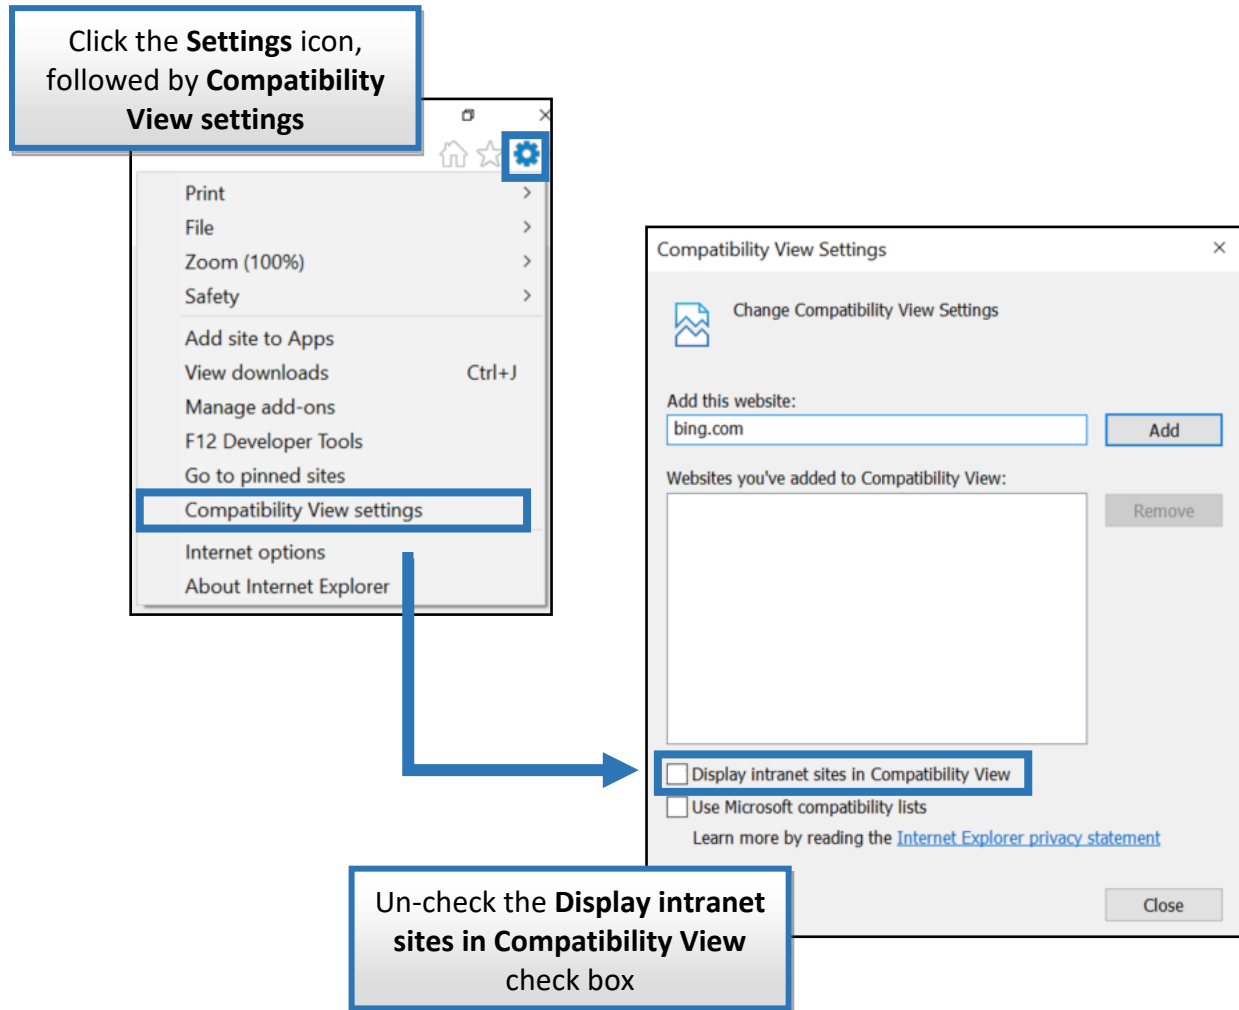 Click the Settings icon,
followed by Compatibility
View settings
Print
File
Zoom (100%)
Safety
Add site to Apps
View downloads Ctrl+J
Manage add-ons
F12 Developer Tools
Go to pinned sites
Compatibility View settings
Internet options
About Internet Explorer
Compatibility View Settings
Change Compatibility View Settings
Add this website:
bing.com Add
Websites you've added to Compatibility View:
Remove
Display intranet sites in Compatibility View
Use Microsoft compatibility lists
Learn more by reading the Internet Explorer privacy statement
Close
Un-check the Display intranet
sites in Compatibility View
check box